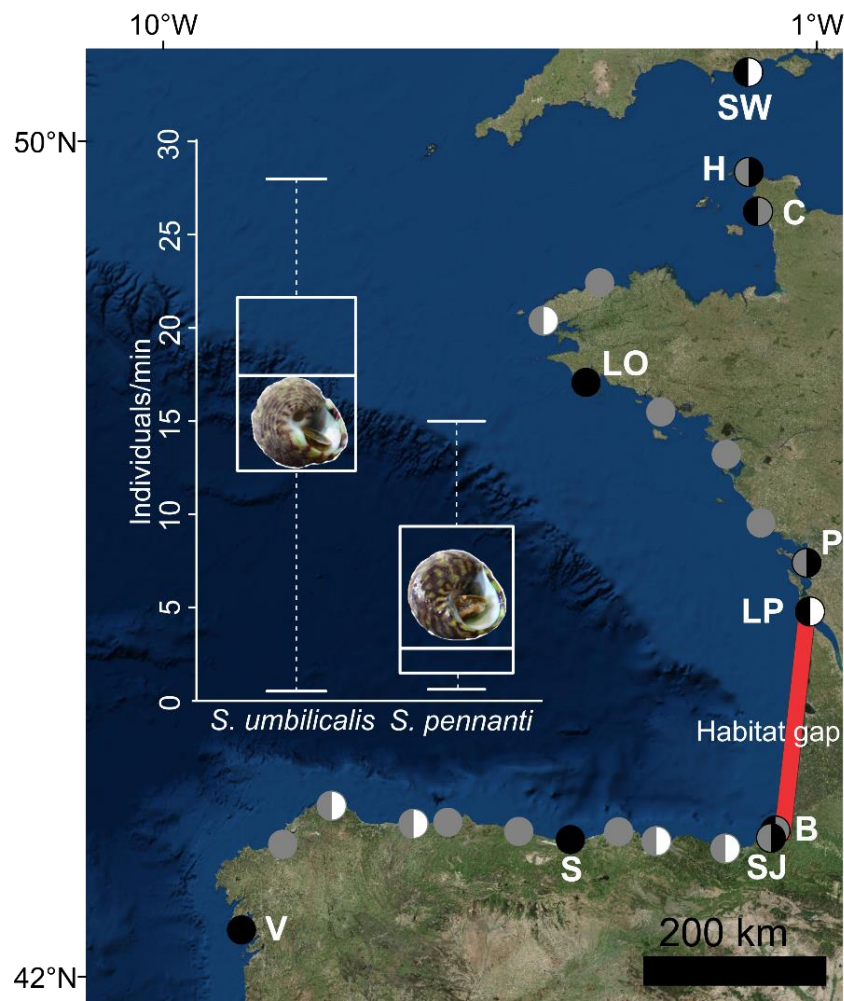 10°W
1°W
SW
50°N
30
H
C
25
20
LO
Individuals/min
15
10
P
5
LP
0
S. umbilicalis
S. pennanti
Habitat gap
B
S
SJ
V
200 km
42°N